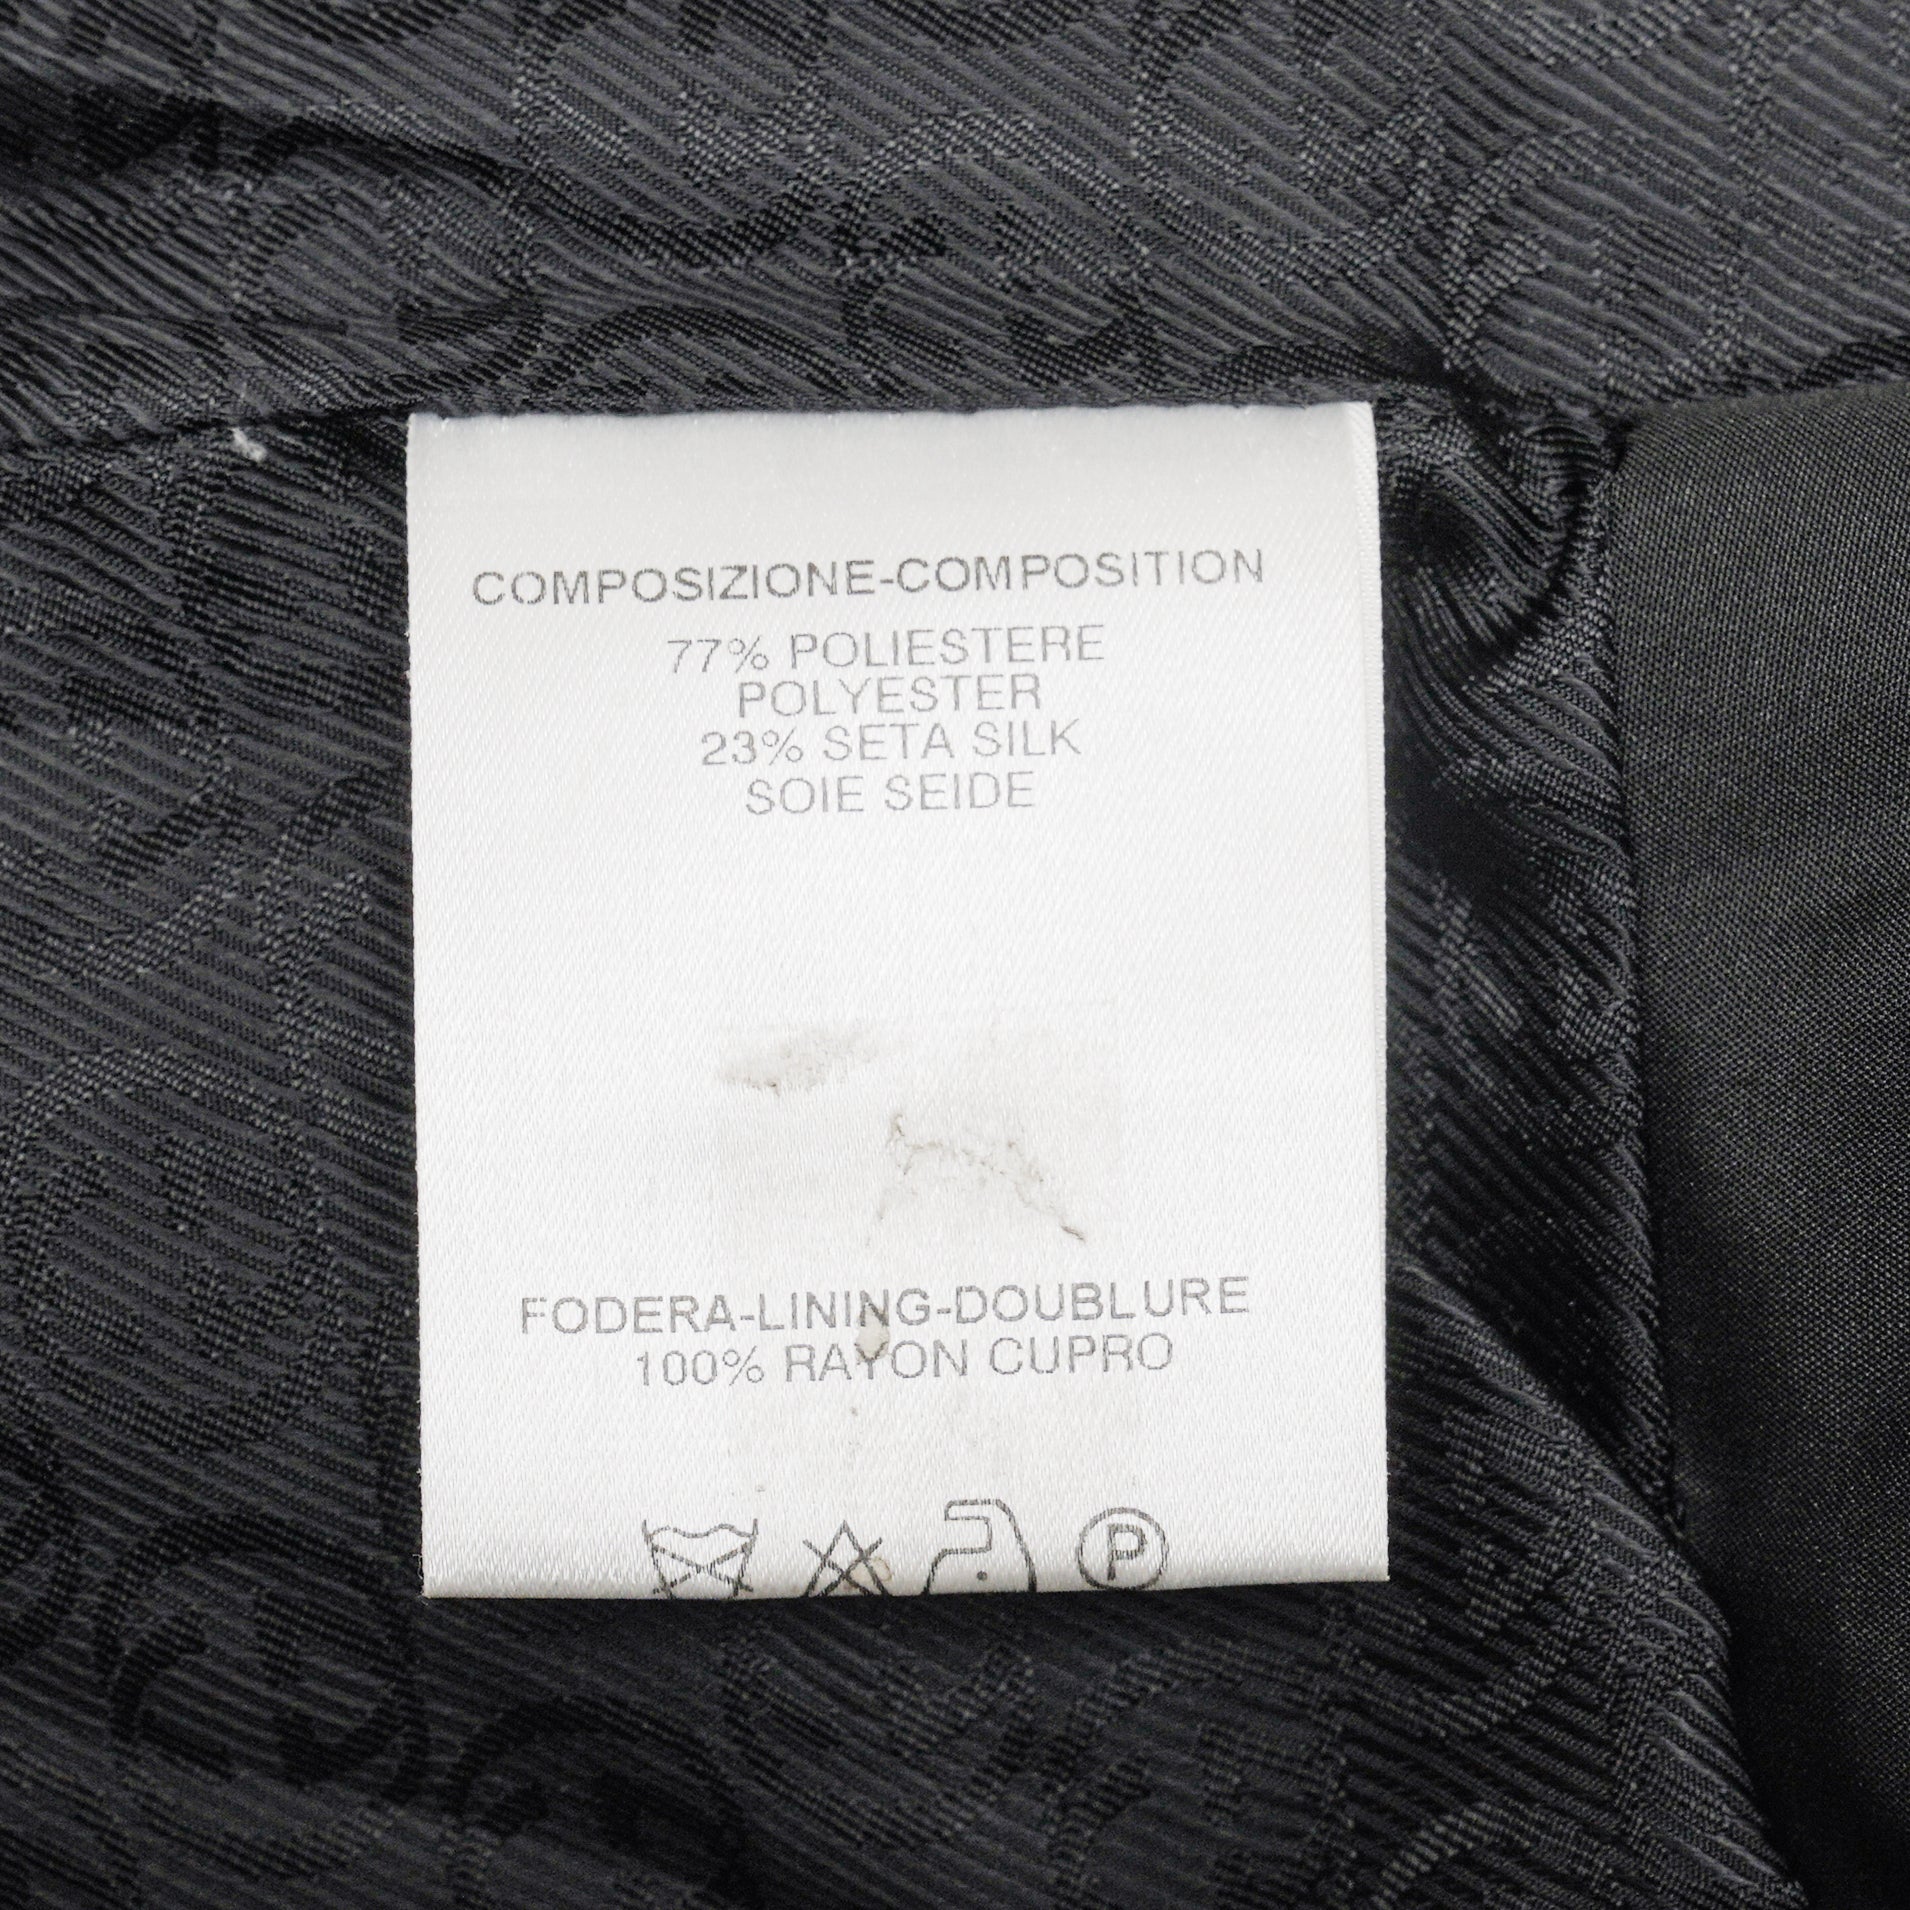 COMPOSIZIONE-COMPOSITION
77% POLIESTERE
POLYESTER
23% SETA SILK
SOIE SEIDE
FODERA-LINING-DOUBLURE
100% RAYON CUPRO
P